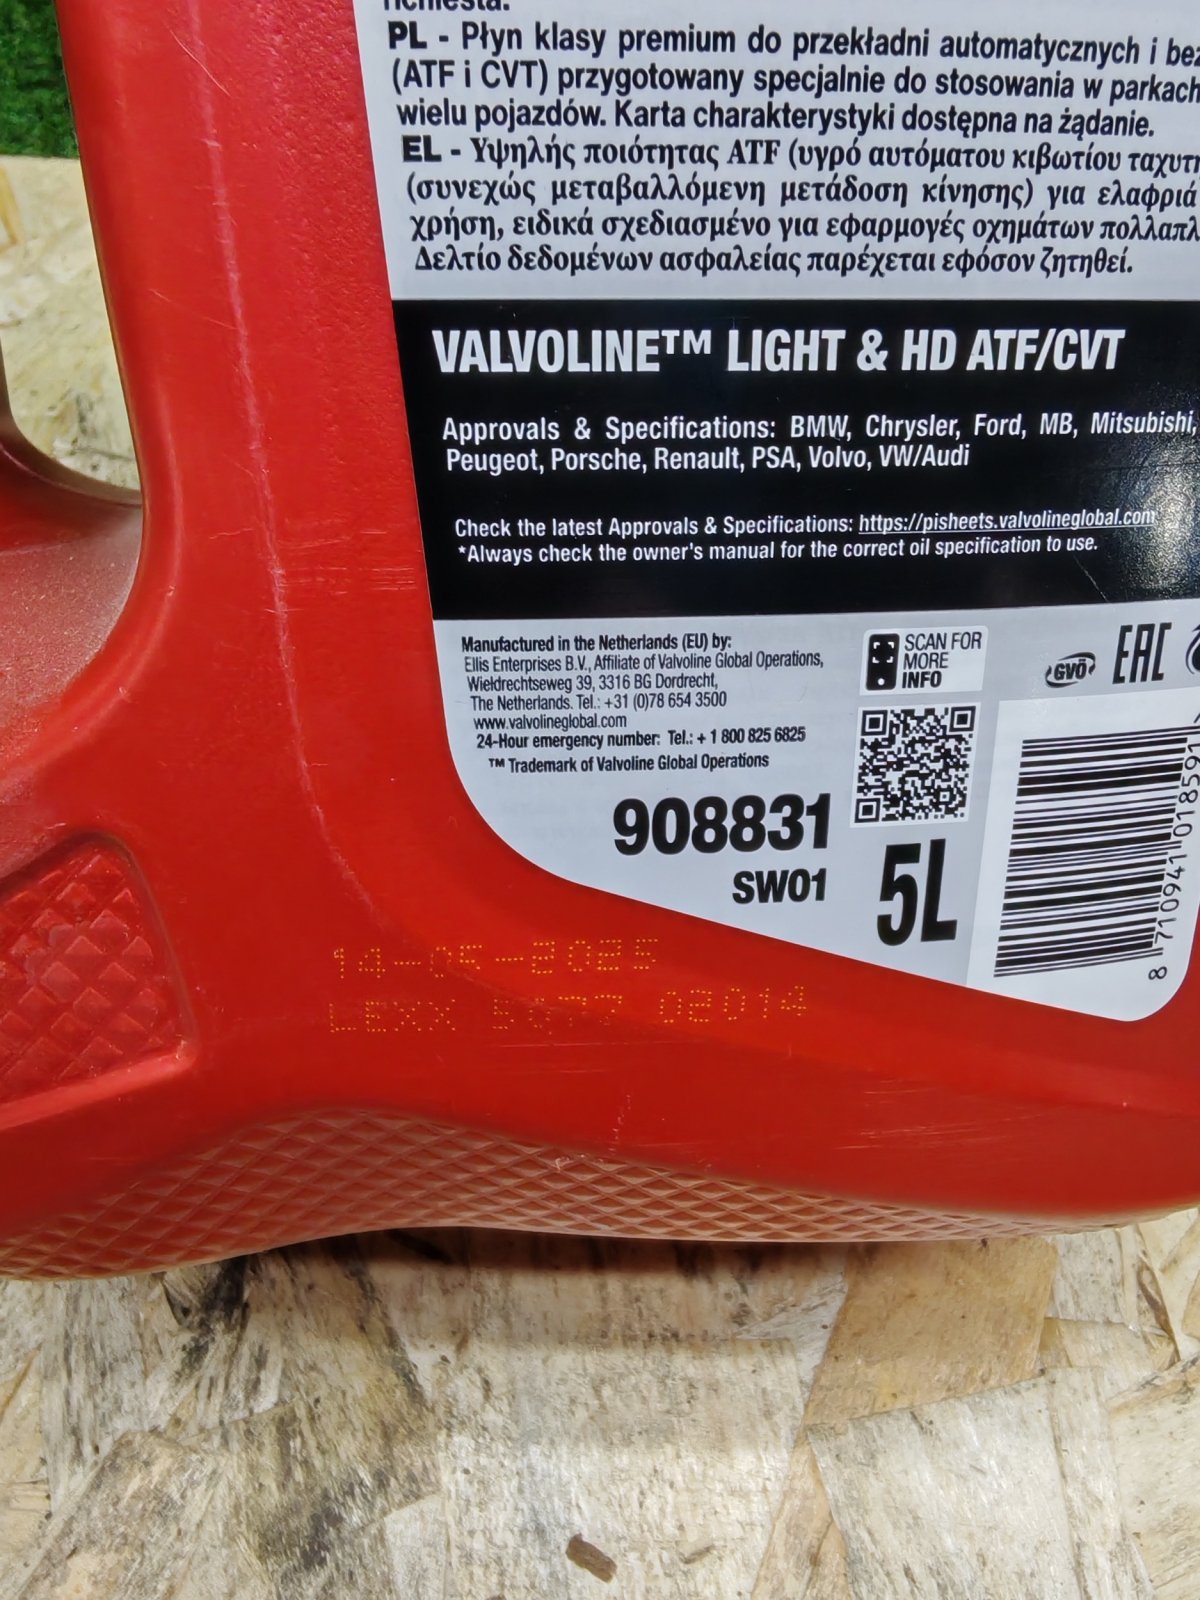 richiesta.
PL - Płyn klasy premium do przekładni automatycznych i bez
(ATF i CVT) przygotowany specjalnie do stosowania w parkach
wielu pojazdów. Karta charakterystyki dostępna na żądanie.
EL - Υψηλής ποιότητας ATF (υγρό αυτόματου κιβωτίου ταχυτ
(συνεχώς μεταβαλλόμενη μετάδοση κίνησης) για ελαφριά
χρήση, ειδικά σχεδιασμένο για εφαρμογές οχημάτων πολλαπλ
Δελτίο δεδομένων ασφαλείας παρέχεται εφόσον ζητηθεί.
VALVOLINE™ LIGHT & HD ATF/CVT
Approvals & Specifications: BMW, Chrysler, Ford, MB, Mitsubishi,
Peugeot, Porsche, Renault, PSA, Volvo, VW/Audi
Check the latest Approvals & Specifications: https://pisheets.valvolineglobal.com
*Always check the owner's manual for the correct oil specification to use.
Manufactured in the Netherlands (EU) by:
Ellis Enterprises B.V., Affiliate of Valvoline Global Operations,
Wieldrechtseweg 39, 3316 BG Dordrecht,
The Netherlands. Tel.: +31 (0)78 654 3500
www.valvolineglobal.com
24-Hour emergency number: Tel.: + 1 800 825 6825
™ Trademark of Valvoline Global Operations
SCAN FOR
MORE
INFO
GVÖ
EAC
908831
SW01
5L
8 710941 018591
14-05-2025
LEXX 02014